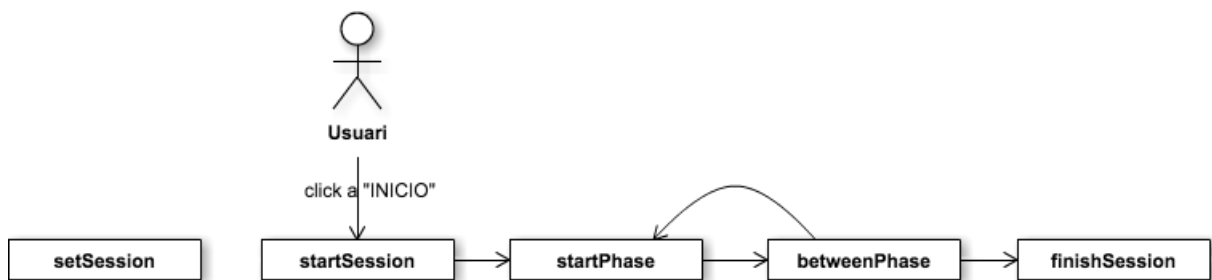 Usuari
click a "INICIO"
setSession
startSession
startPhase
betweenPhase
finishSession